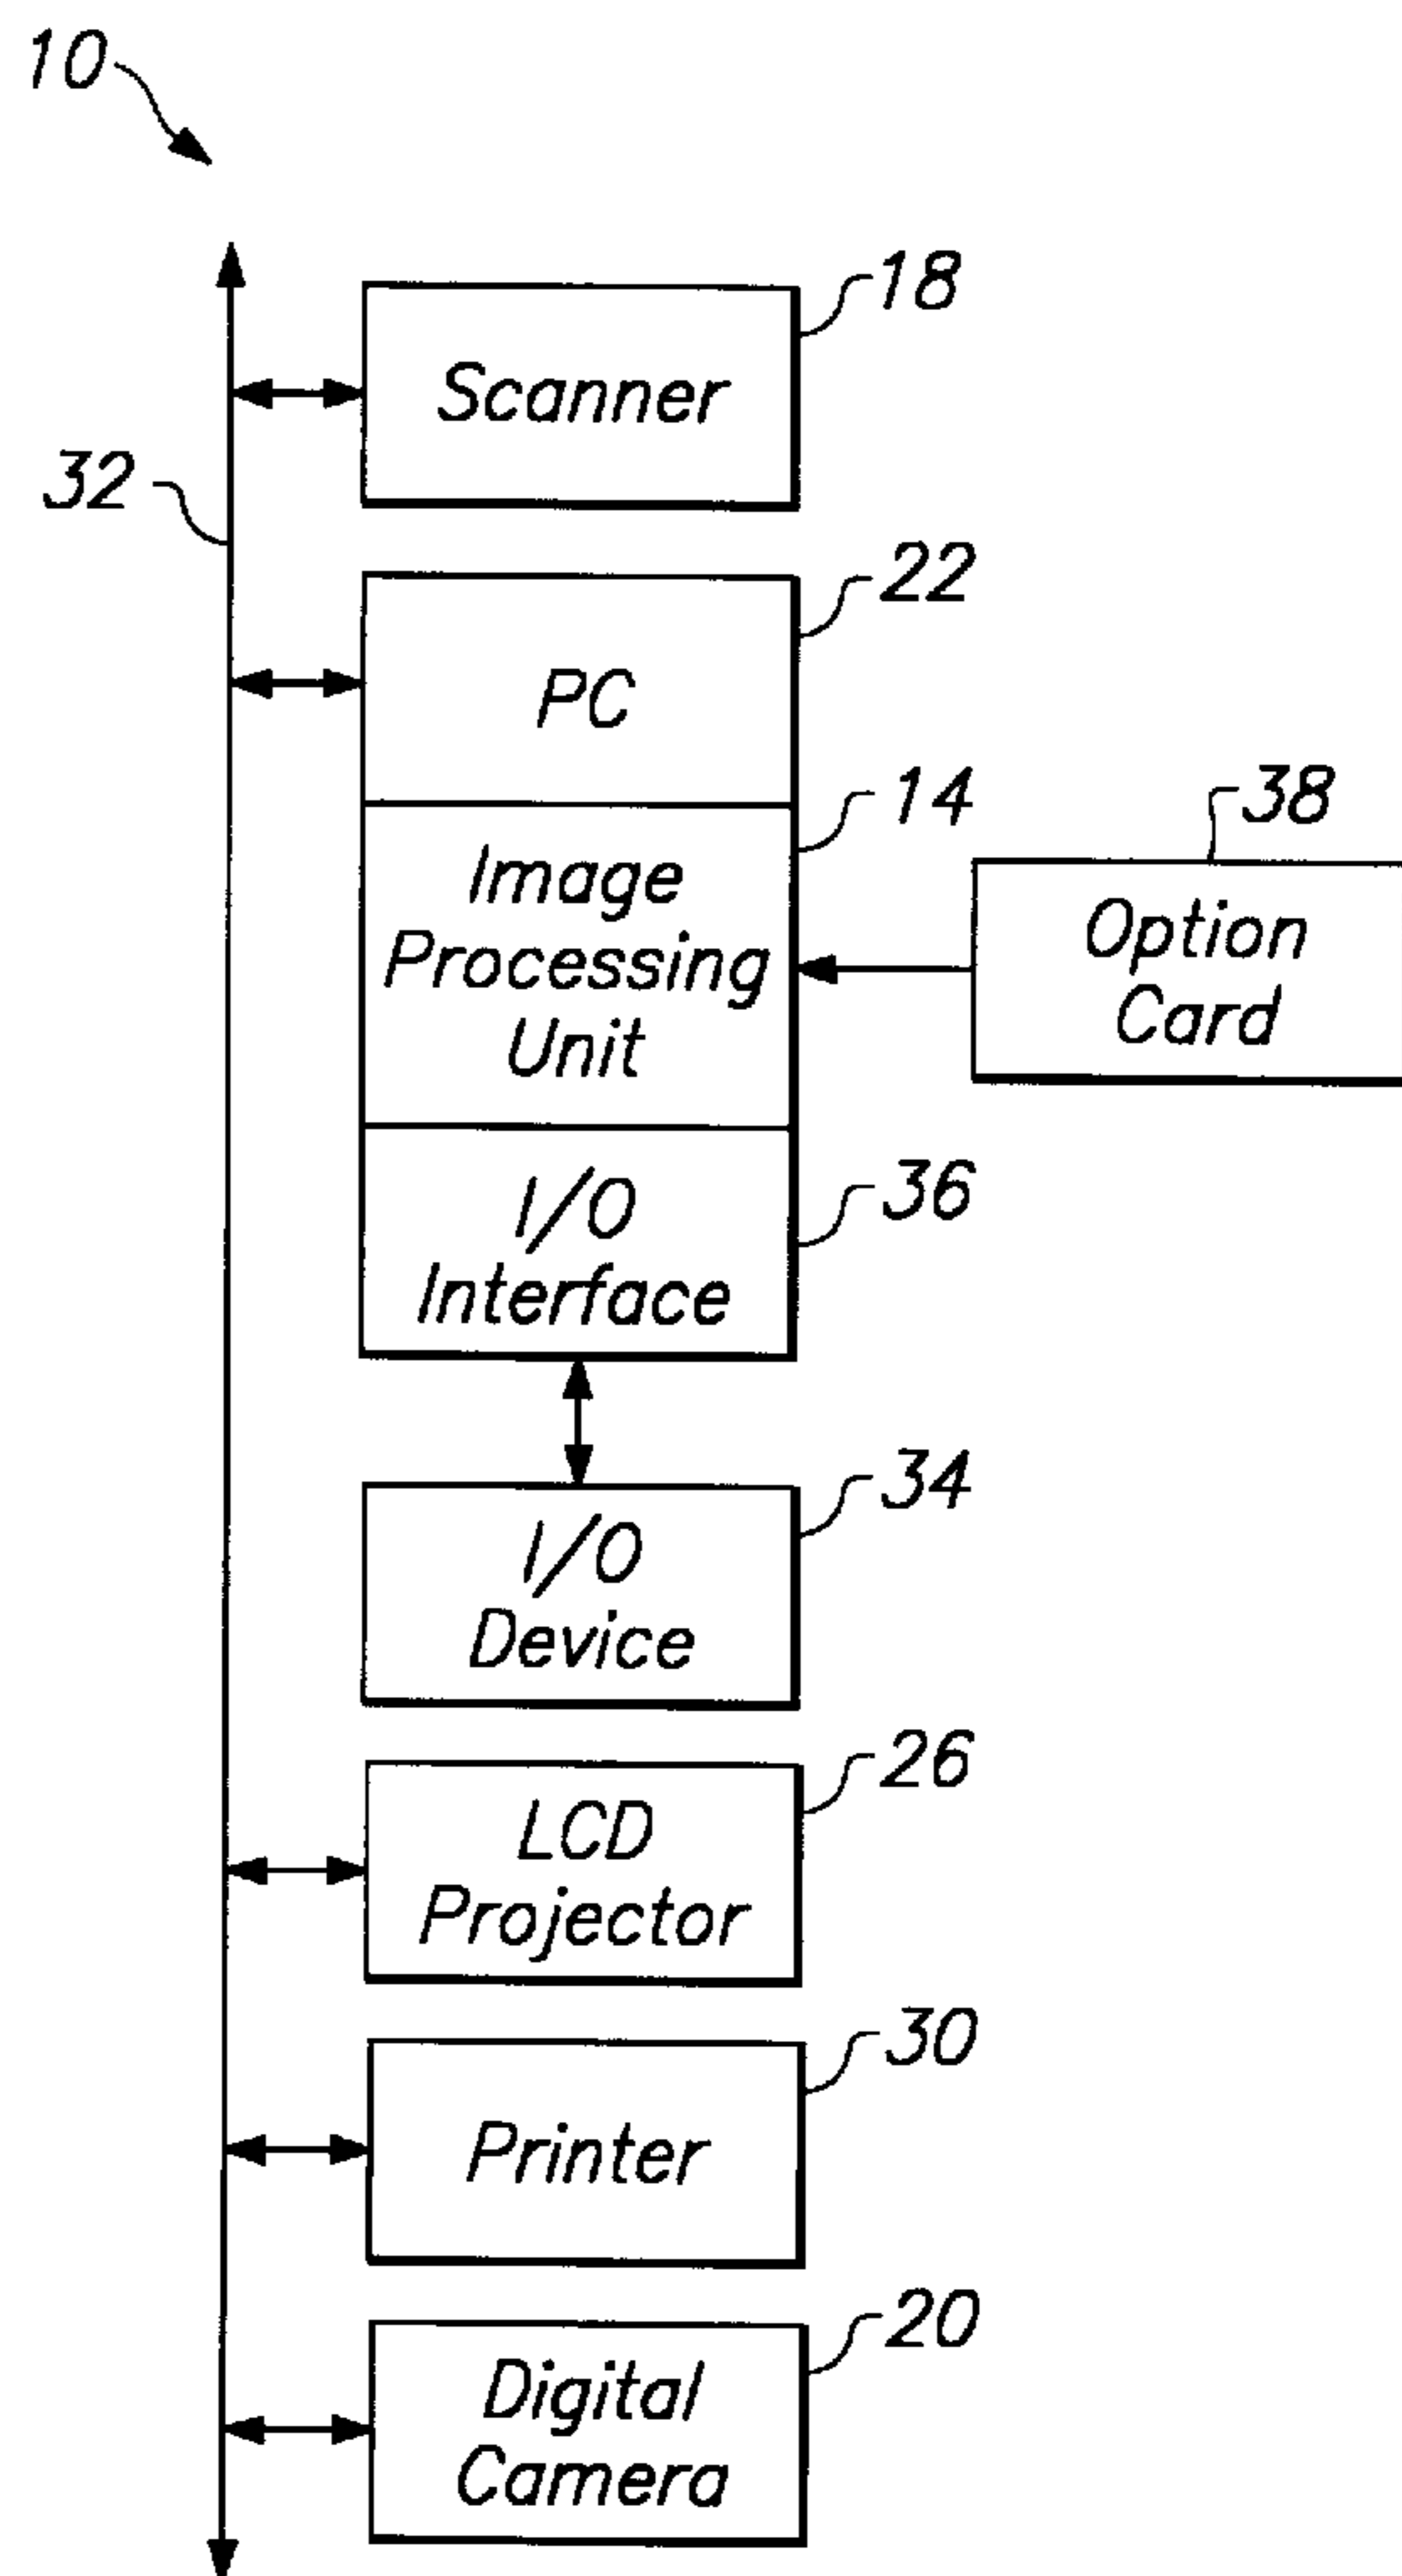 10
18
Scanner
32
22
PC
14
38
Image
Processing
Unit
Option
Card
36
I/O
Interface
34
I/O
Device
26
LCD
Projector
30
Printer
20
Digital
Camera